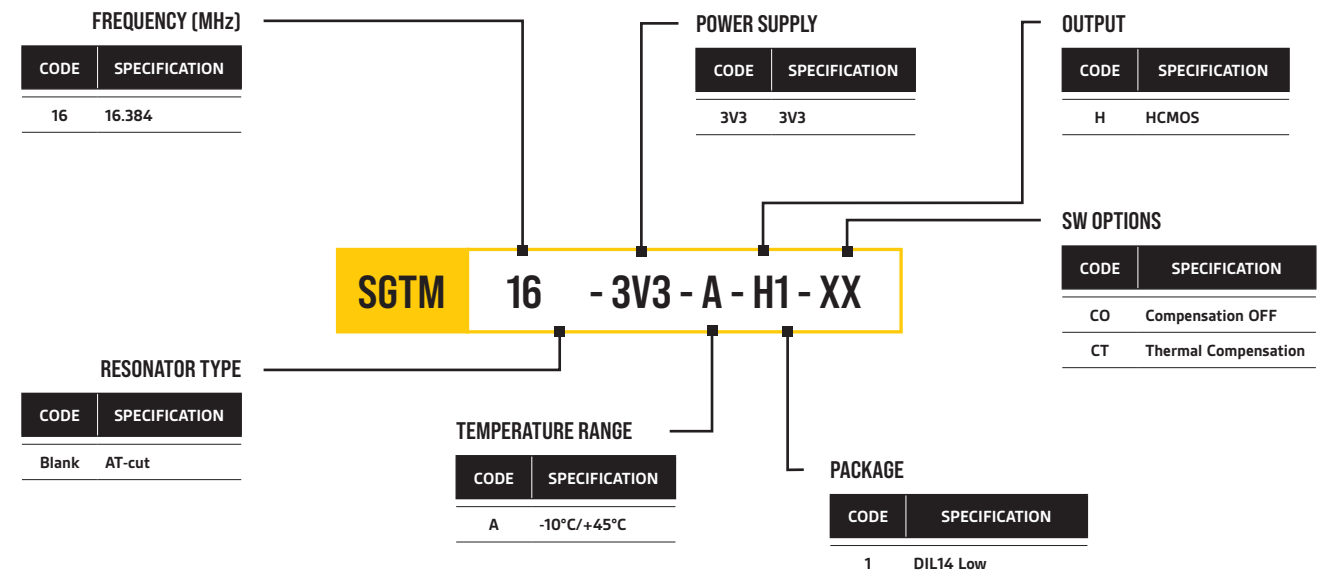 FREQUENCY (MHz)
CODE SPECIFICATION
16 16.384
POWER SUPPLY
CODE SPECIFICATION
3V3 3V3
OUTPUT
CODE SPECIFICATION
H HCMOS
SW OPTIONS
CODE SPECIFICATION
CO Compensation OFF
CT Thermal Compensation
SGTM 16 - 3V3 - A - H1 - XX
RESONATOR TYPE
CODE SPECIFICATION
Blank AT-cut
TEMPERATURE RANGE
CODE SPECIFICATION
A -10°C/+45°C
PACKAGE
CODE SPECIFICATION
1 DIL14 Low